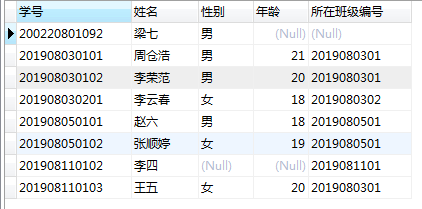 学号 姓名 性别 年龄 所在班级编号
200220801092 梁七 男 (Null) (Null)
201908030101 周仓浩 男 21 2019080301
201908030102 李荣范 男 20 2019080301
201908030201 李云春 女 18 2019080302
201908050101 赵六 男 18 2019080501
201908050102 张顺婷 女 19 2019080501
201908110102 李四 (Null) (Null) 2019081101
201908110103 王五 女 20 2019080301